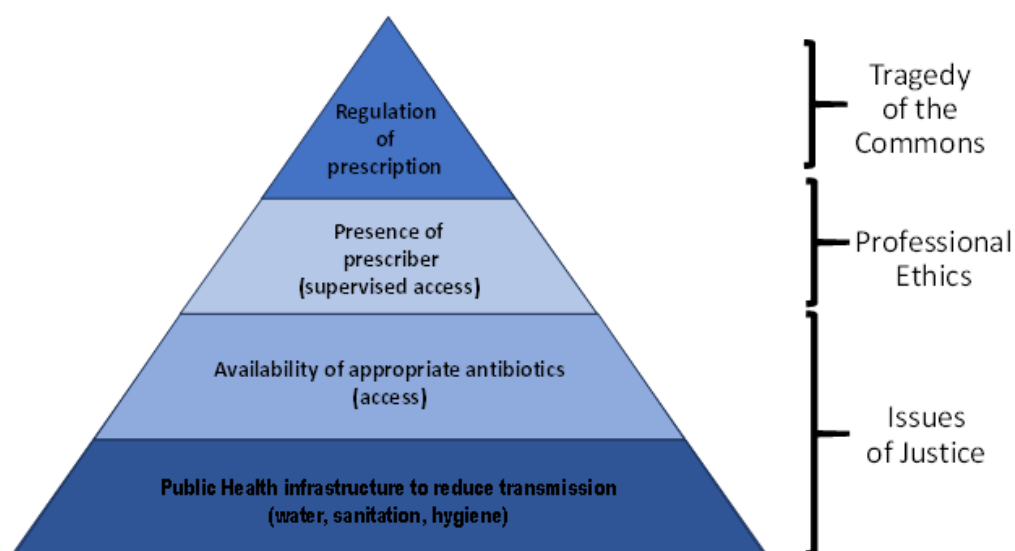 Regulation
of
prescription
Presence of
prescriber
(supervised access)
Availability of appropriate antibiotics
(access)
Public Health infrastructure to reduce transmission
(water, sanitation, hygiene)
Tragedy
of the
Commons
Professional
Ethics
Issues
of Justice